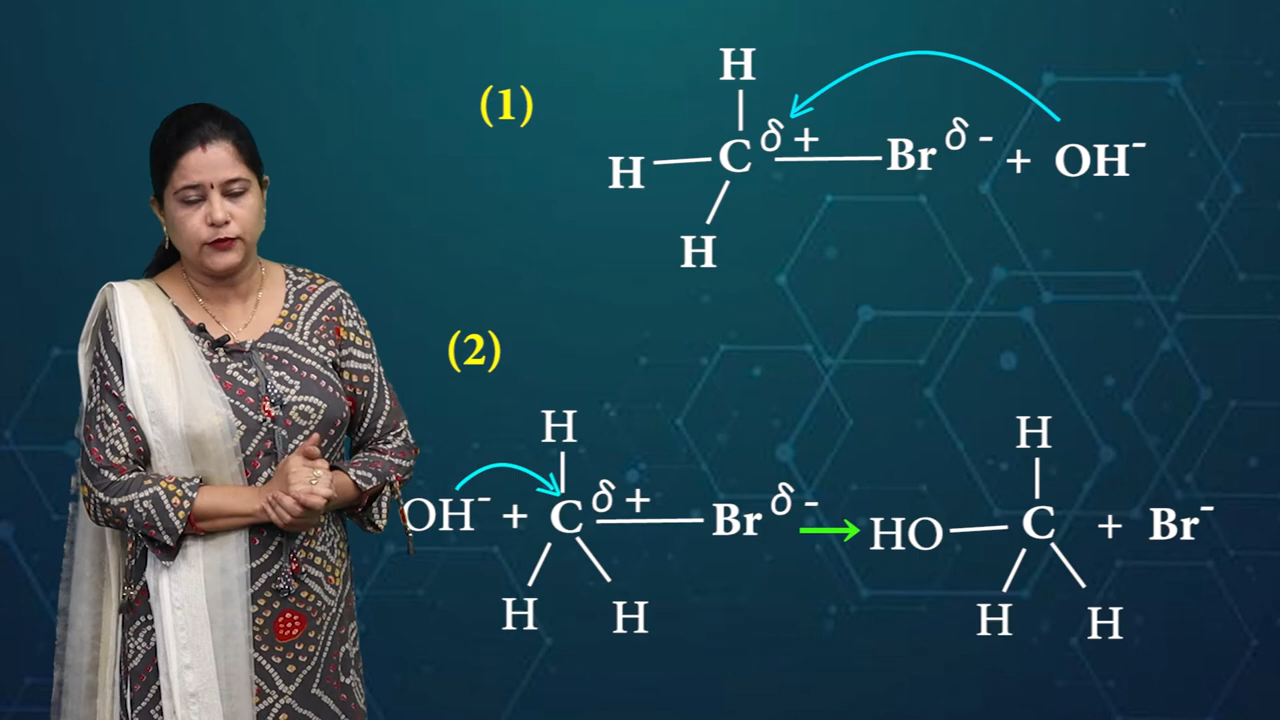 (1)
H
H C δ+ Br δ- + OH-
H
(2)
H H
OH- + C δ+ Br δ- → HO C + Br-
H H H H